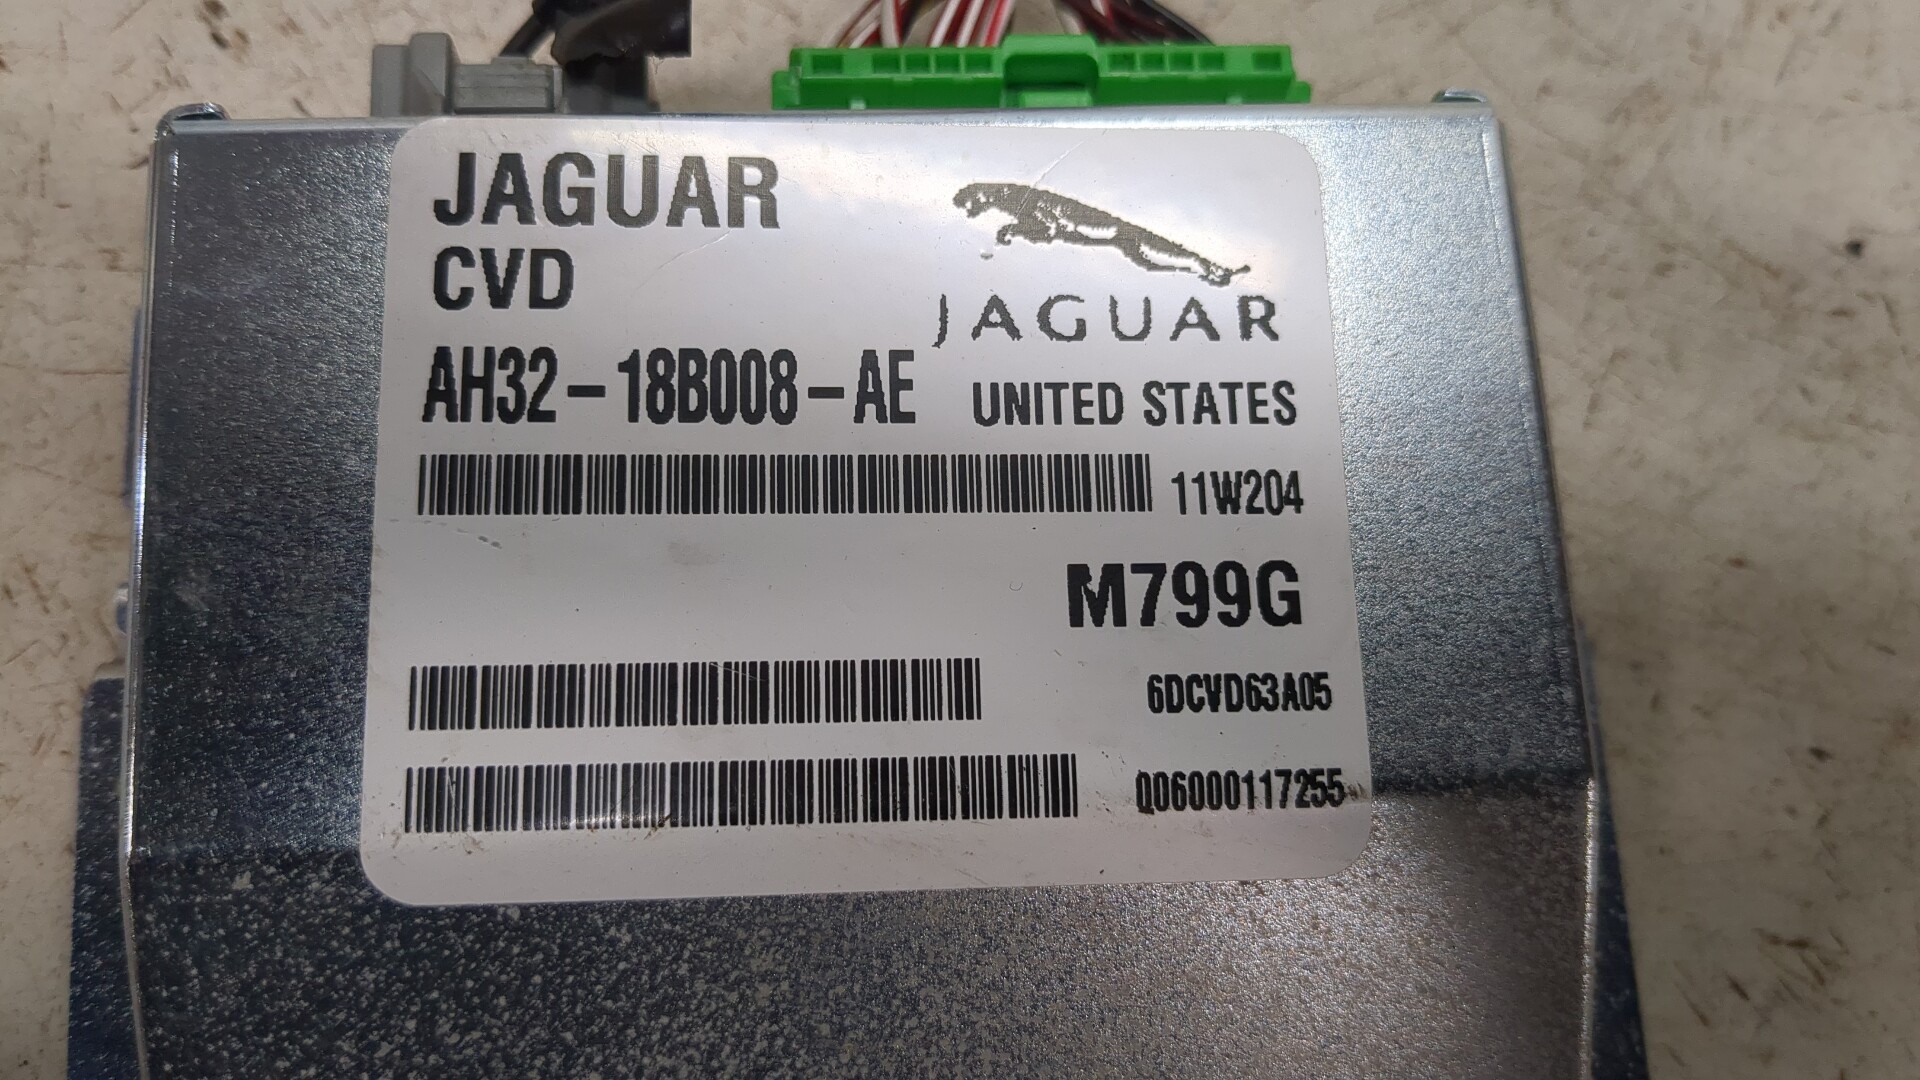 JAGUAR
CVD
JAGUAR
AH32-18B008-AE UNITED STATES
11W204
M799G
6DCVD63A05
Q06000117255